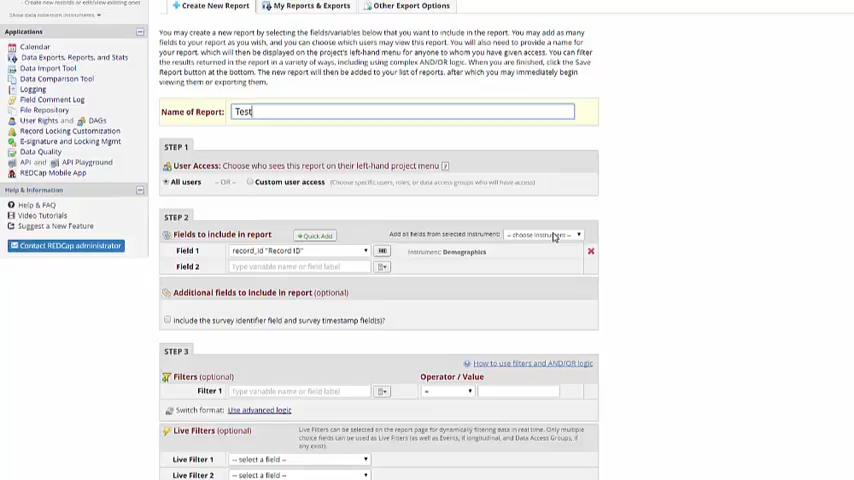 Create new records or edit/view existing ones
Show data collection instruments
Applications
Calendar
Data Exports, Reports, and Stats
Data Import Tool
Data Comparison Tool
Logging
Field Comment Log
File Repository
User Rights and DAGs
Record Locking Customization
E-signature and Locking Mgmt
Data Quality
API and API Playground
REDCap Mobile App
Help & Information
Help & FAQ
Video Tutorials
Suggest a New Feature
Contact REDCap administrator
Create New Report My Reports & Exports Other Export Options
You may create a new report by selecting the fields/variables below that you want to include in the report. You may add as many
fields to your report as you wish, and you can choose which users may view this report. You will also need to provide a name for
your report, which will then be displayed on the project's left-hand menu for anyone to whom you have given access. You can filter
the results returned in the report in a variety of ways, including using complex AND/OR logic. When you are finished, click the Save
Report button at the bottom. The new report will then be added to your list of reports, after which you may immediately begin
viewing them or exporting them.
Name of Report: Test
STEP 1
User Access: Choose who sees this report on their left-hand project menu ?
All users -- OR -- Custom user access (Choose specific users, roles, or data access groups who will have access)
STEP 2
Fields to include in report + Quick Add Add all fields from selected instrument: -- choose instrument --
Field 1 record_id "Record ID" Instrument: Demographics
Field 2 Type variable name or field label
Additional fields to include in report (optional)
Include the survey identifier field and survey timestamp field(s)?
STEP 3
How to use filters and AND/OR logic
Filters (optional) Operator / Value
Filter 1 Type variable name or field label =
Switch format: Use advanced logic
Live Filters (optional) Live Filters can be selected on the report page for dynamically filtering data in real time. Only multiple
choice fields can be used as Live Filters (as well as Events, if longitudinal, and Data Access Groups, if
any exist).
Live Filter 1 -- select a field --
Live Filter 2 -- select a field --